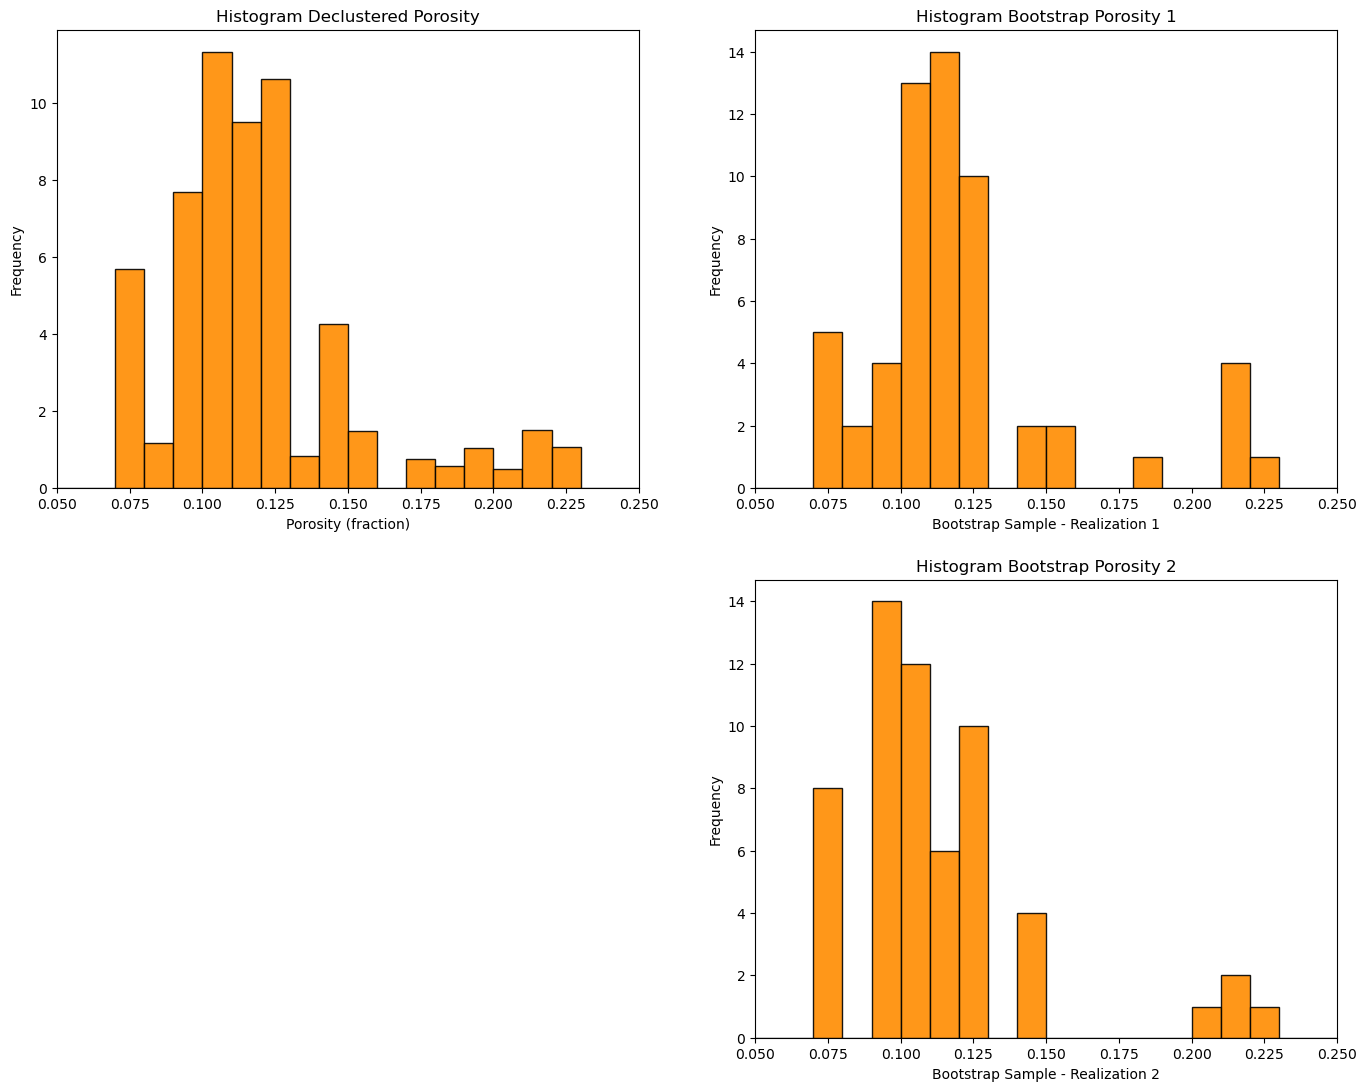 Histogram Declustered Porosity
Frequency
10
8
6
4
2
0
0.050 0.075 0.100 0.125 0.150 0.175 0.200 0.225 0.250
Porosity (fraction)
Histogram Bootstrap Porosity 1
Frequency
14
12
10
8
6
4
2
0
0.050 0.075 0.100 0.125 0.150 0.175 0.200 0.225 0.250
Bootstrap Sample - Realization 1
Histogram Bootstrap Porosity 2
Frequency
14
12
10
8
6
4
2
0
0.050 0.075 0.100 0.125 0.150 0.175 0.200 0.225 0.250
Bootstrap Sample - Realization 2